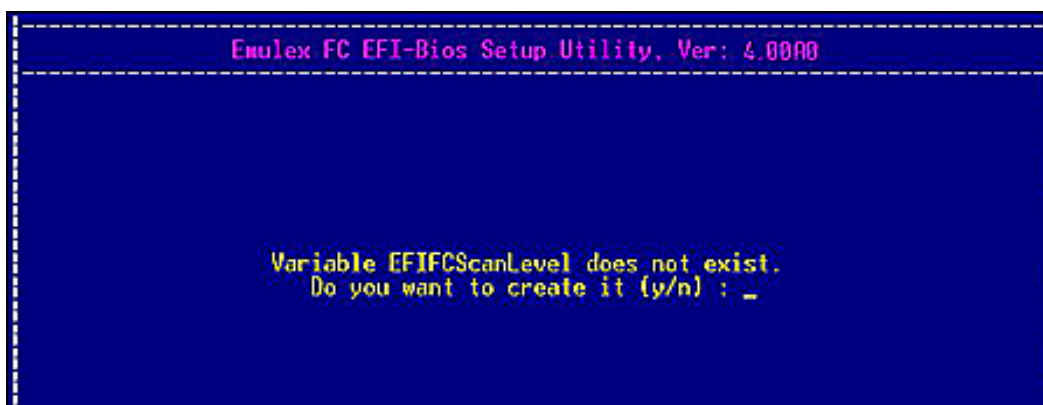 Emulex FC EFI-Bios Setup Utility, Ver: 4.00A0
Variable EFIFCScanLevel does not exist.
Do you want to create it (y/n) : _